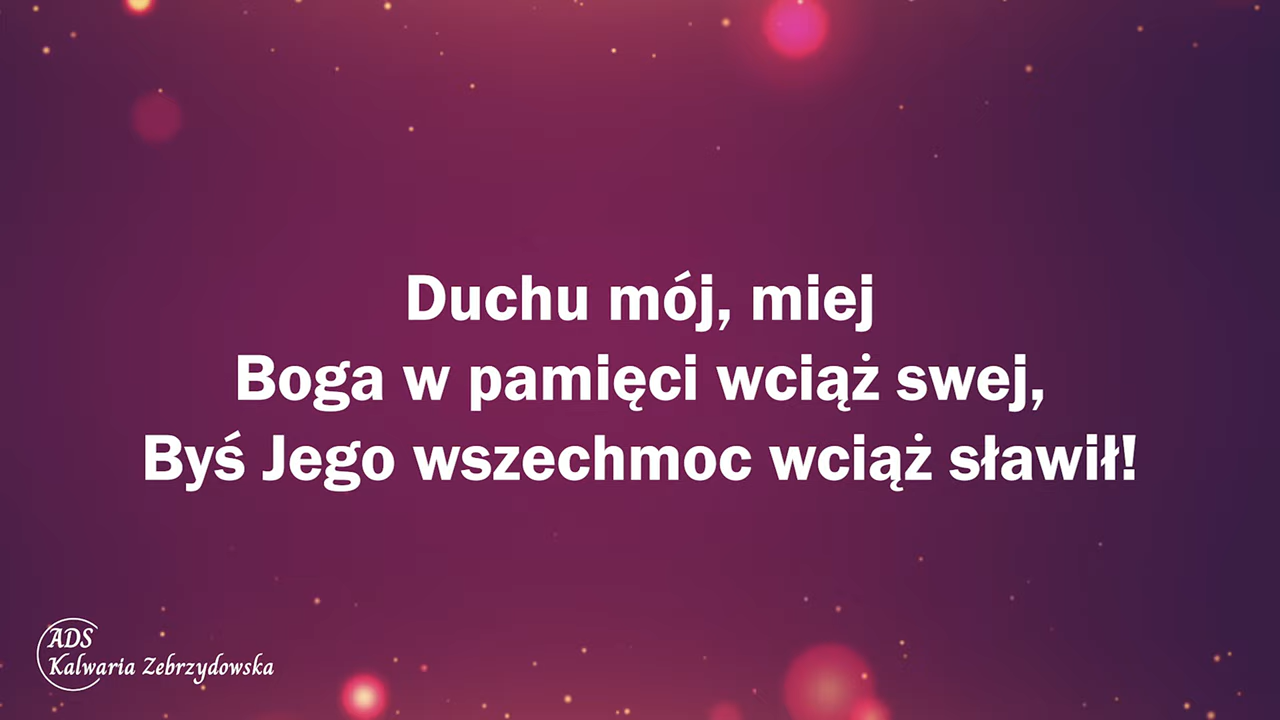 Duchu mój, miej
Boga w pamięci wciąż swej,
Byś Jego wszechmoc wciąż sławił!
ADS
Kalwaria Zebrzydowska